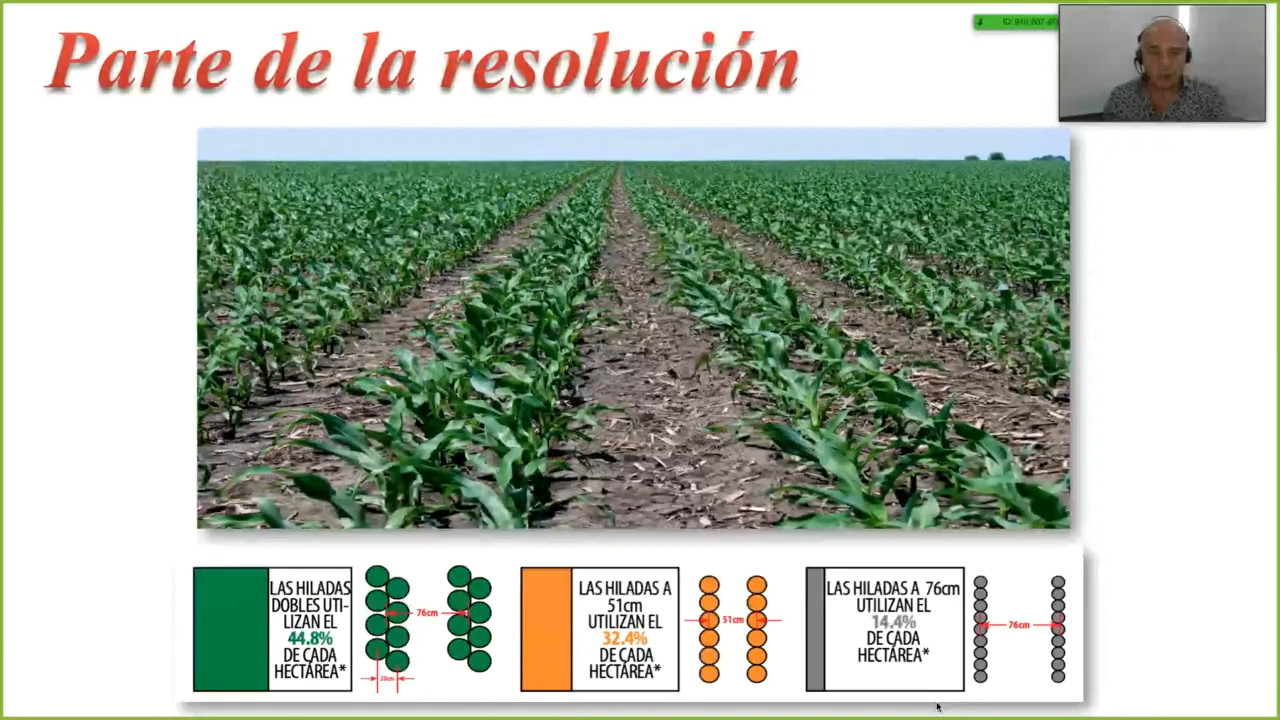 Parte de la resolución
LAS HILADAS
DOBLES UTI-
LIZAN EL
44.8%
DE CADA
HECTÁREA*
76cm
20cm
LAS HILADAS A
51cm
UTILIZAN EL
32.4%
DE CADA
HECTÁREA*
51cm
LAS HILADAS A 76cm
UTILIZAN EL
14.4%
DE CADA
HECTÁREA*
76cm